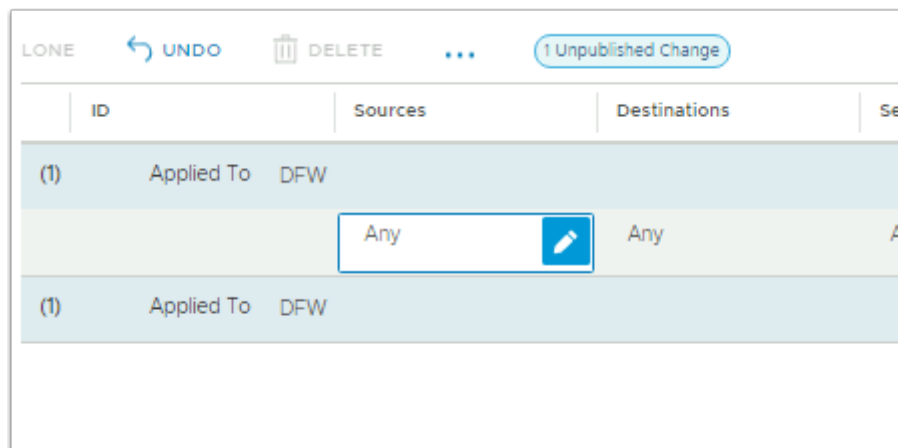 LONE UNDO DELETE ... 1 Unpublished Change
ID Sources Destinations Se
(1) Applied To DFW
Any Any A
(1) Applied To DFW